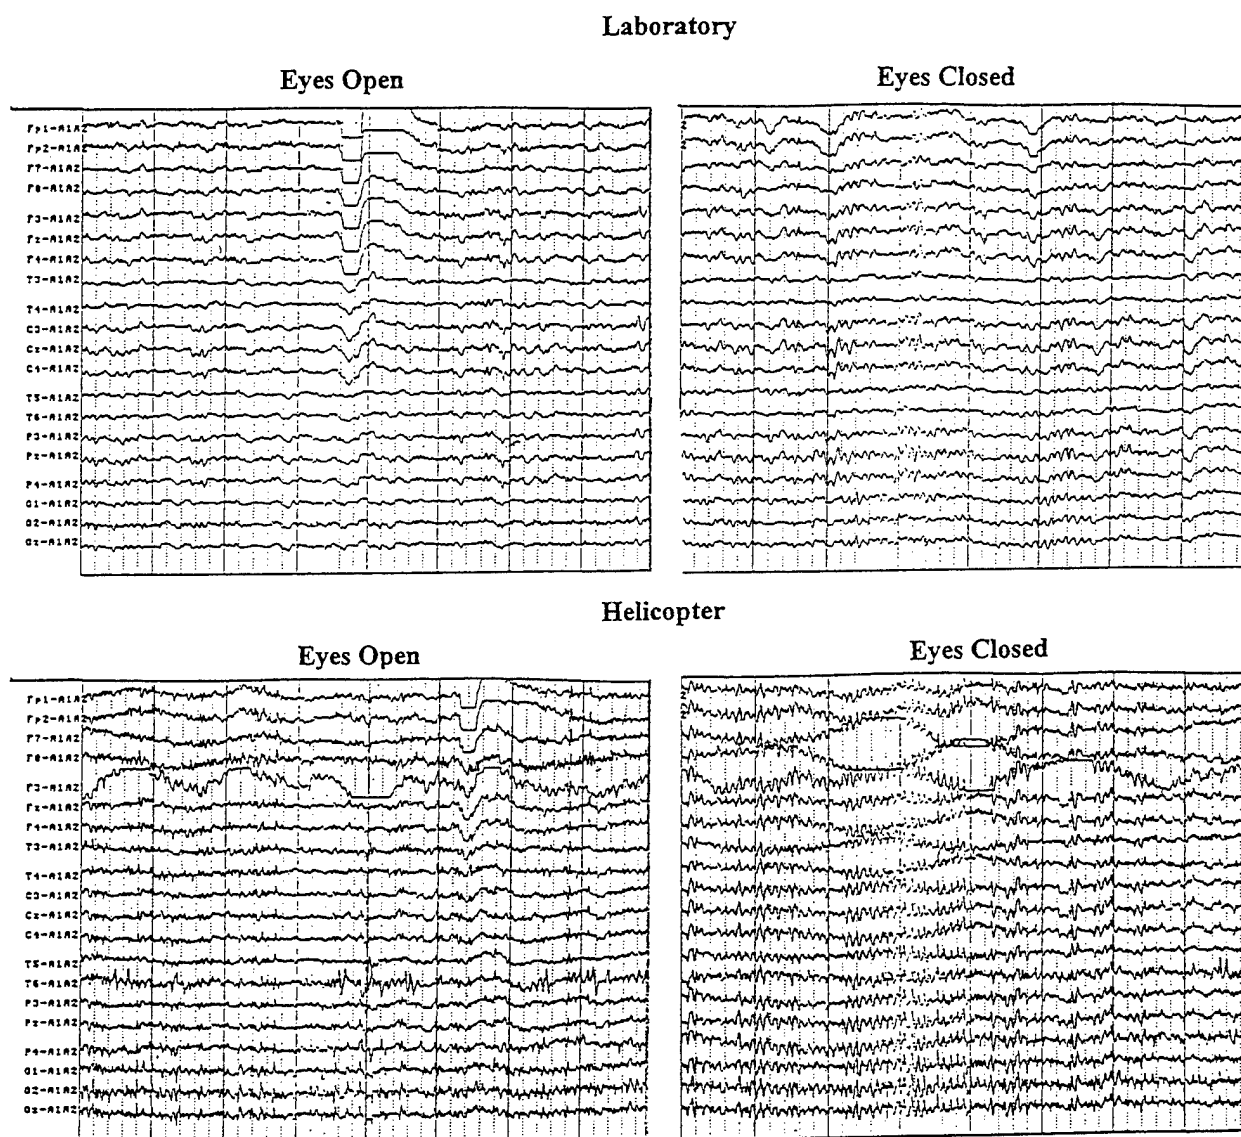 Laboratory
Eyes Open
Eyes Closed
Fp1-A1A2
Fp2-A1A2
F7-A1A2
F8-A1A2
F3-A1A2
Fz-A1A2
F4-A1A2
T3-A1A2
T4-A1A2
C3-A1A2
Cz-A1A2
C4-A1A2
T5-A1A2
T6-A1A2
P3-A1A2
Pz-A1A2
P4-A1A2
O1-A1A2
O2-A1A2
Oz-A1A2
2
2
Helicopter
Eyes Open
Eyes Closed
Fp1-A1A2
Fp2-A1A2
F7-A1A2
F8-A1A2
F3-A1A2
Fz-A1A2
F4-A1A2
T3-A1A2
T4-A1A2
C3-A1A2
Cz-A1A2
C4-A1A2
T5-A1A2
T6-A1A2
P3-A1A2
Pz-A1A2
P4-A1A2
O1-A1A2
O2-A1A2
Oz-A1A2
2
2